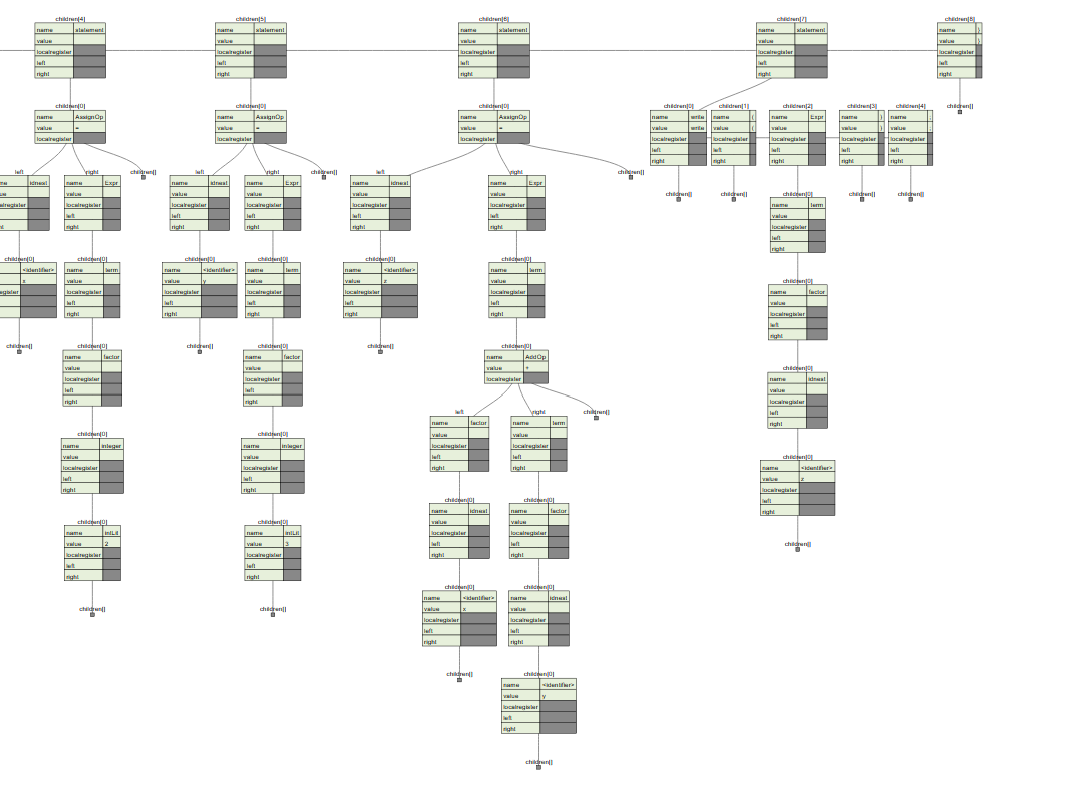 children[4] children[5] children[6] children[7] children[8]
name statement name statement name statement name statement name }
value value value value value }
localregister localregister localregister localregister localregister
left left left left left
right right right right right
children[0] children[0] children[0] children[0] children[1] children[2] children[3] children[4] children[]
name AssignOp name AssignOp name AssignOp name write name ( name Expr name ) name ;
value = value = value = value write value ( value value ) value ;
localregister localregister localregister localregister localregister localregister localregister localregister
left left left left left
right right right right right
left right children[] left right children[] left right children[]
idnest name Expr name idnest name Expr name idnest name Expr
value value value value value
localregister localregister localregister localregister localregister
left left left left left
right right right right right
children[] children[] children[0] children[] children[]
name term
value
localregister
left
right
children[0] children[0] children[0] children[0] children[0] children[0]
<identifier> name term name <identifier> name term name <identifier> name term
x value value y value value z value
localregister localregister localregister localregister localregister
left left left left left
right right right right right
children[0]
name factor
value
localregister
left
right
children[] children[0] children[] children[0] children[] children[0]
name factor name factor name AddOp
value value value +
localregister localregister localregister
left left
right right
children[0]
name idnest
value
localregister
left
right
left right children[]
name factor name term
value value
localregister localregister
left left
right right
children[0] children[0]
name integer name integer
value value
localregister localregister
left left
right right
children[0]
name <identifier>
value z
localregister
left
right
children[]
children[0] children[0]
name idnest name factor
value value
localregister localregister
left left
right right
children[0] children[0]
name intLit name intLit
value 2 value 3
localregister localregister
left left
right right
children[] children[]
children[0] children[0]
name <identifier> name idnest
value x value
localregister localregister
left left
right right
children[] children[0]
name <identifier>
value y
localregister
left
right
children[]